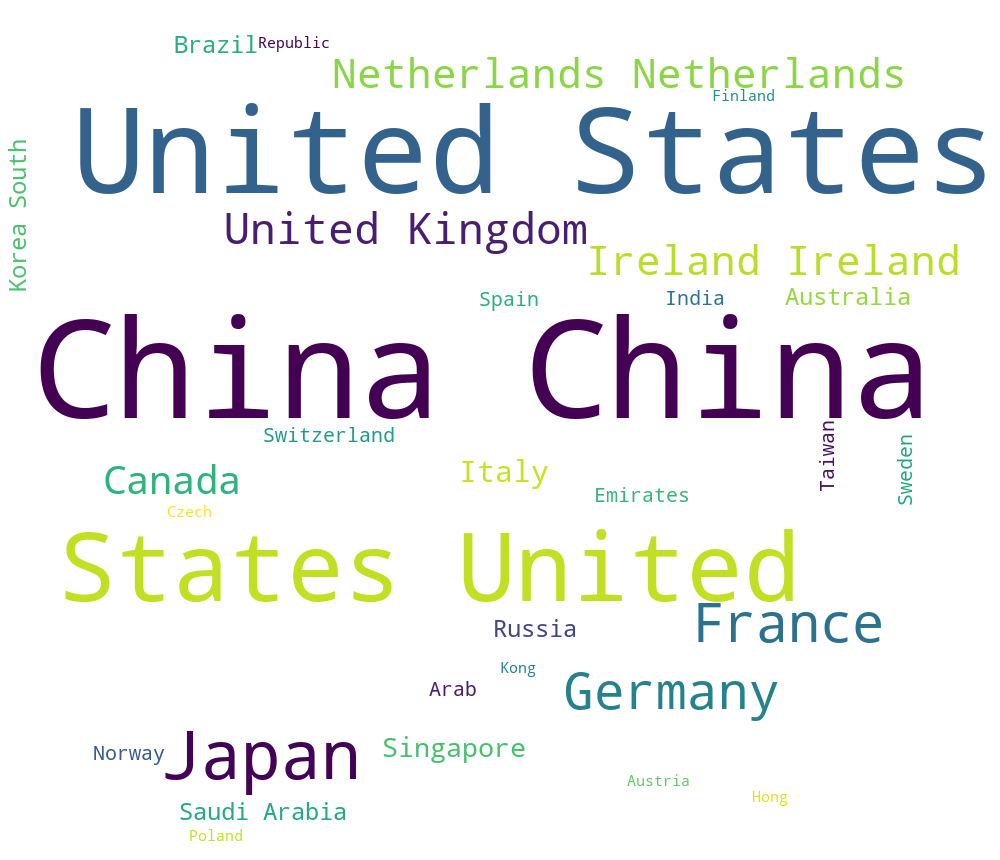 Brazil
Republic
Netherlands Netherlands
Finland
United States
Korea South
United Kingdom
Ireland Ireland
Spain
India
Australia
China China
Switzerland
Taiwan
Sweden
Canada
Italy
Emirates
Czech
States United
France
Russia
Kong
Arab
Germany
Norway
Japan
Singapore
Austria
Hong
Saudi Arabia
Poland